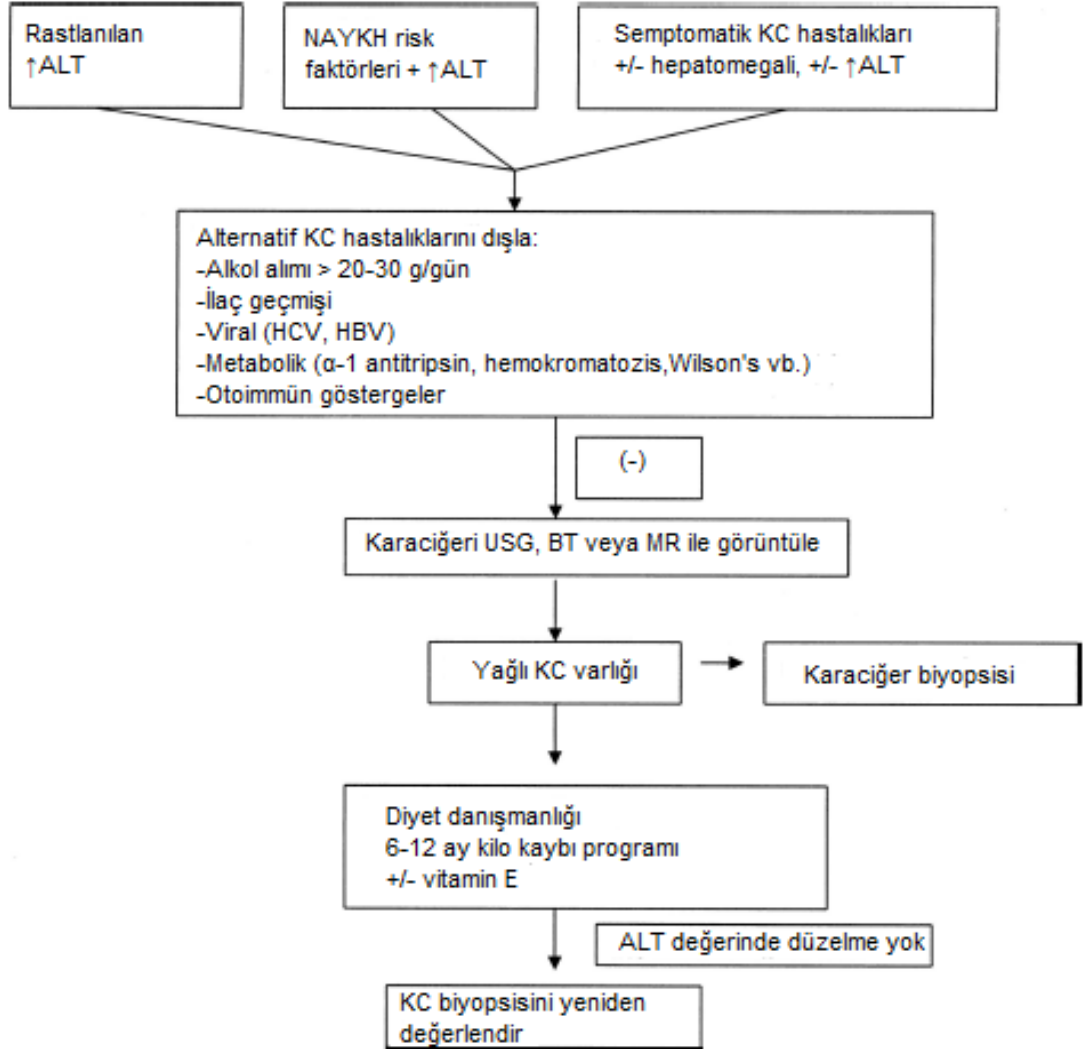 Rastlanılan
↑ALT
NAYKH risk
faktörleri + ↑ALT
Semptomatik KC hastalıkları
+/- hepatomegali, +/- ↑ALT
Alternatif KC hastalıklarını dışla:
-Alkol alımı > 20-30 g/gün
-İlaç geçmişi
-Viral (HCV, HBV)
-Metabolik (α-1 antitripsin, hemokromatozis,Wilson's vb.)
-Otoimmün göstergeler
(-)
Karaciğeri USG, BT veya MR ile görüntüle
Yağlı KC varlığı
Karaciğer biyopsisi
Diyet danışmanlığı
6-12 ay kilo kaybı programı
+/- vitamin E
ALT değerinde düzelme yok
KC biyopsisini yeniden
değerlendir